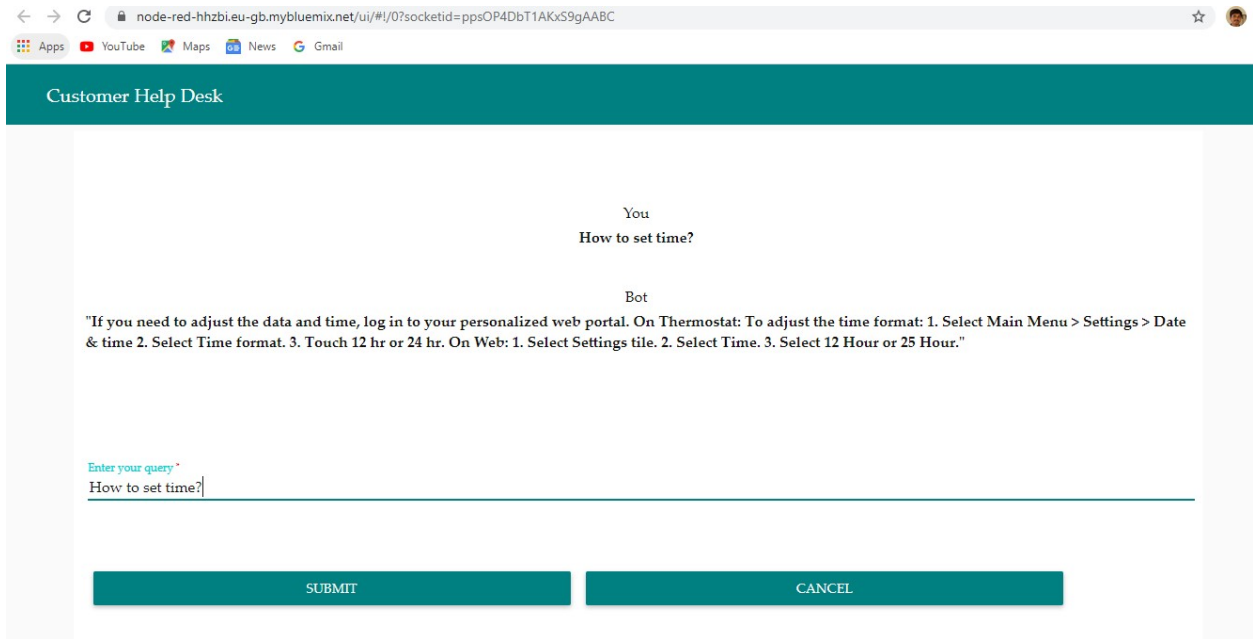 node-red-hhzbi.eu-gb.mybluemix.net/ui/#!/0?socketid=ppsOP4DbT1AKxS9gAABC
Apps YouTube Maps News Gmail
Customer Help Desk
You
How to set time?
Bot
"If you need to adjust the data and time, log in to your personalized web portal. On Thermostat: To adjust the time format: 1. Select Main Menu > Settings > Date
& time 2. Select Time format. 3. Touch 12 hr or 24 hr. On Web: 1. Select Settings tile. 2. Select Time. 3. Select 12 Hour or 25 Hour."
Enter your query *
How to set time?
SUBMIT CANCEL